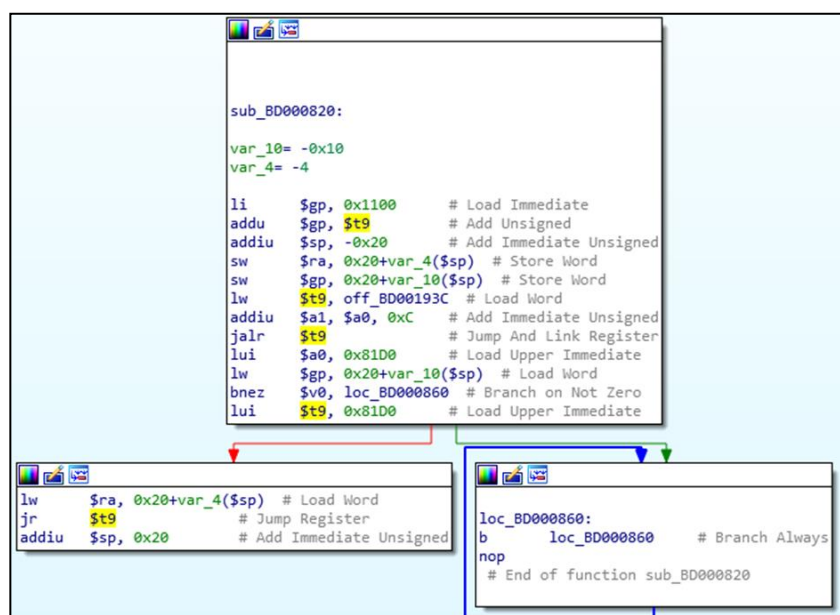 sub_BD000820:
var_10= -0x10
var_4= -4
li $gp, 0x1100 # Load Immediate
addu $gp, $t9 # Add Unsigned
addiu $sp, -0x20 # Add Immediate Unsigned
sw $ra, 0x20+var_4($sp) # Store Word
sw $gp, 0x20+var_10($sp) # Store Word
lw $t9, off_BD00193C # Load Word
addiu $a1, $a0, 0xC # Add Immediate Unsigned
jalr $t9 # Jump And Link Register
lui $a0, 0x81D0 # Load Upper Immediate
lw $gp, 0x20+var_10($sp) # Load Word
bnez $v0, loc_BD000860 # Branch on Not Zero
lui $t9, 0x81D0 # Load Upper Immediate
lw $ra, 0x20+var_4($sp) # Load Word
jr $t9 # Jump Register
addiu $sp, 0x20 # Add Immediate Unsigned
loc_BD000860:
b loc_BD000860 # Branch Always
nop
# End of function sub_BD000820